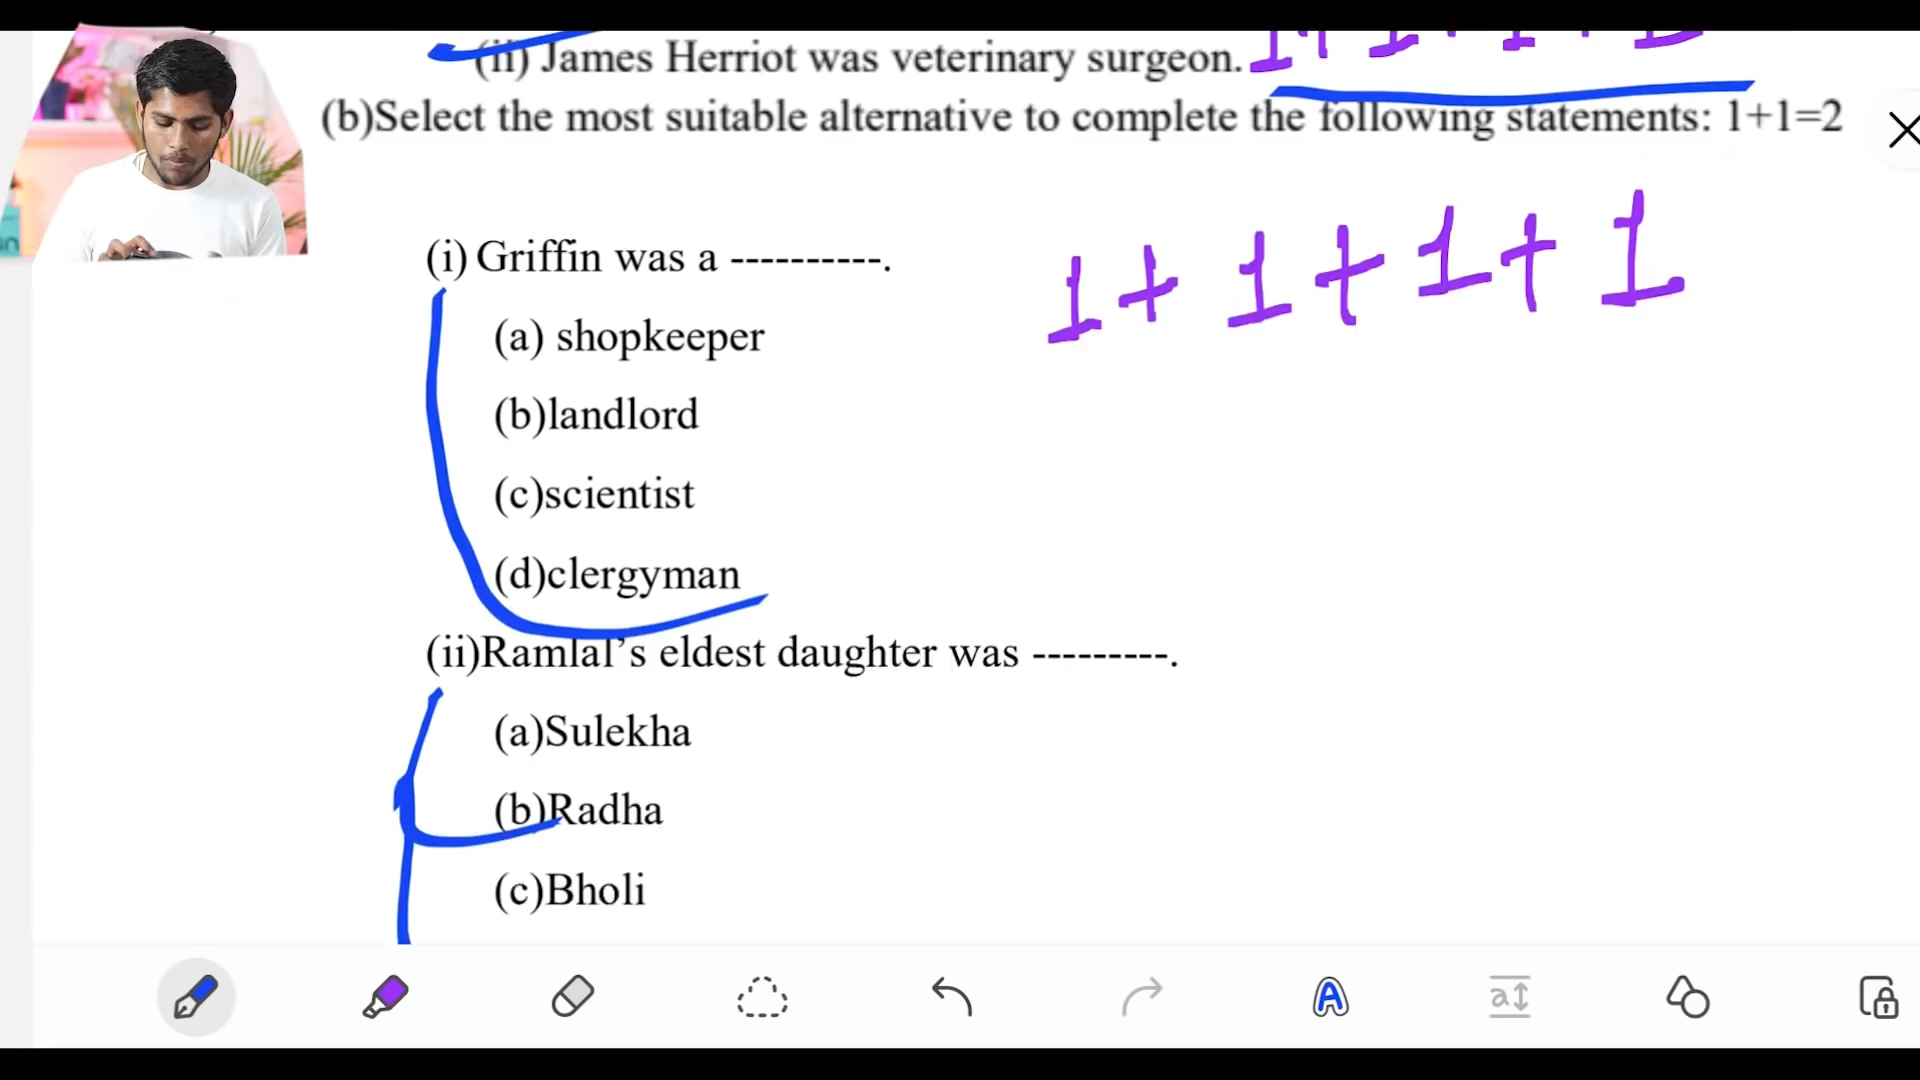 (ii) James Herriot was veterinary surgeon.
(b)Select the most suitable alternative to complete the following statements: 1+1=2
(i) Griffin was a ----------.
1+1+1+1
(a) shopkeeper
(b)landlord
(c)scientist
(d)clergyman
(ii)Ramlal’s eldest daughter was ---------.
(a)Sulekha
(b)Radha
(c)Bholi